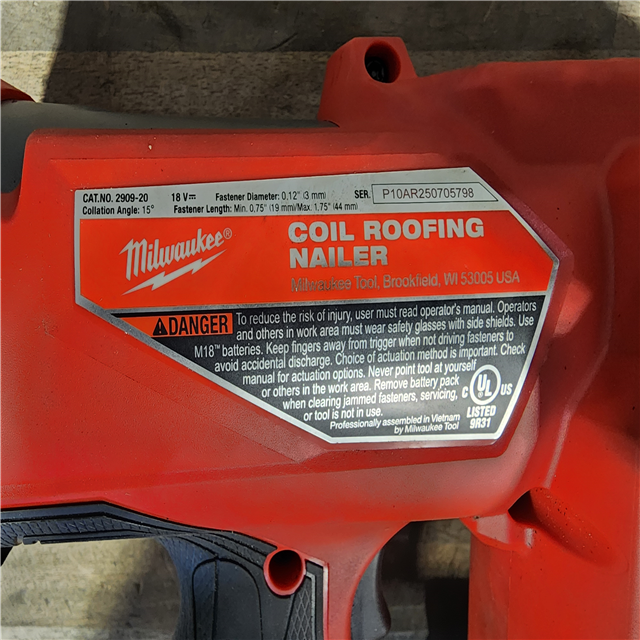 CAT.NO. 2909-20 18 V⎓ Fastener Diameter: 0.12" (3 mm) SER. P10AR250705798
Collation Angle: 15° Fastener Length: Min. 0.75" (19 mm)/Max. 1.75" (44 mm)
Milwaukee®
COIL ROOFING
NAILER
Milwaukee Tool, Brookfield, WI 53005 USA
DANGER To reduce the risk of injury, user must read operator's manual. Operators
and others in work area must wear safety glasses with side shields. Use
M18™ batteries. Keep fingers away from trigger when not driving fasteners to
avoid accidental discharge. Choice of actuation method is important. Check
manual for actuation options. Never point tool at yourself
or others in the work area. Remove battery pack
when clearing jammed fasteners, servicing,
or tool is not in use.
Professionally assembled in Vietnam
by Milwaukee Tool
C UL US
LISTED
9R31